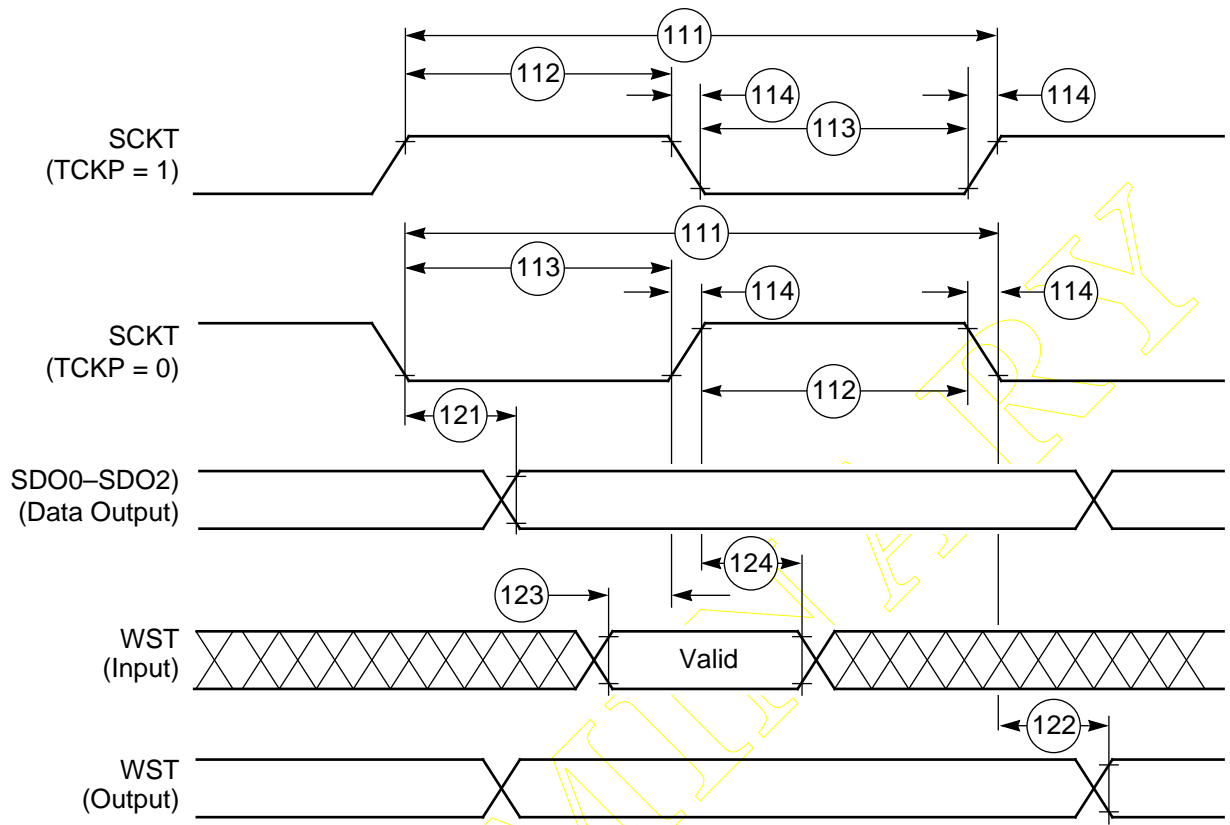 111
112
114
114
113
SCKT
(TCKP = 1)
111
113
114
114
SCKT
(TCKP = 0)
112
121
SDO0–SDO2)
(Data Output)
124
123
WST
(Input)
Valid
122
WST
(Output)